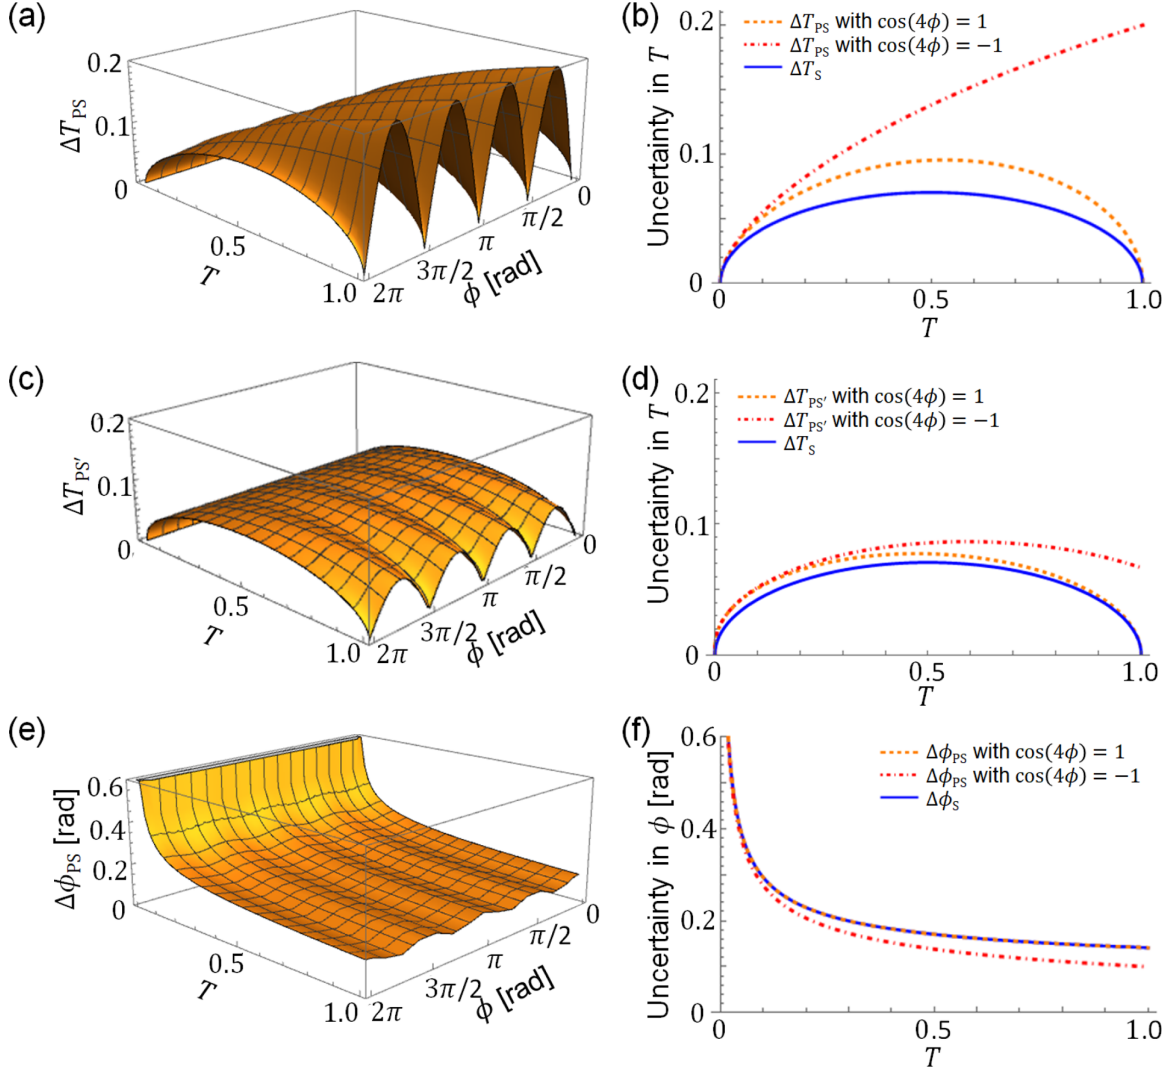 (a)
0.2
ΔT_PS
0.1
0
0.5
T
1.0
2π
3π/2
π
π/2
0
ϕ [rad]
(b)
Uncertainty in T
0.2
0.1
0
ΔT_PS with cos(4ϕ) = 1
ΔT_PS with cos(4ϕ) = −1
ΔT_S
0
0.5
1.0
T
(c)
0.2
ΔT_PS′
0.1
0
0.5
T
1.0
2π
3π/2
π
π/2
0
ϕ [rad]
(d)
Uncertainty in T
0.2
0.1
0
ΔT_PS′ with cos(4ϕ) = 1
ΔT_PS′ with cos(4ϕ) = −1
ΔT_S
0
0.5
1.0
T
(e)
0.6
0.4
0.2
0
Δϕ_PS [rad]
0.5
T
1.0
2π
3π/2
π
π/2
0
ϕ [rad]
(f)
Uncertainty in ϕ [rad]
0.6
0.4
0.2
0
Δϕ_PS with cos(4ϕ) = 1
Δϕ_PS with cos(4ϕ) = −1
Δϕ_S
0
0.5
1.0
T